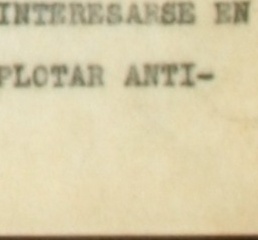 INTERESARSE EN
PLOTAR ANTI-